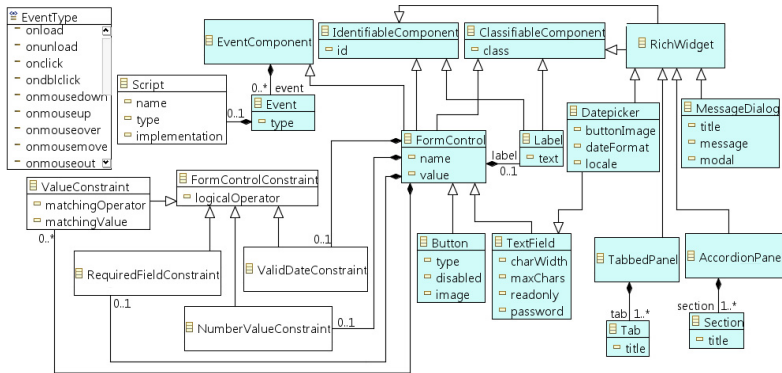 EventType
onload
onunload
onclick
ondblclick
onmousedown
onmouseup
onmouseover
onmousemove
onmouseout
EventComponent
IdentifiableComponent
id
ClassifiableComponent
class
RichWidget
Script
name
type
implementation
0..1
0..* event
Event
type
FormControl
name
value
label
0..1
Label
text
Datepicker
buttonImage
dateFormat
locale
MessageDialog
title
message
modal
ValueConstraint
matchingOperator
matchingValue
0..*
FormControlConstraint
logicalOperator
RequiredFieldConstraint
0..1
ValidDateConstraint
0..1
NumberValueConstraint
0..1
Button
type
disabled
image
TextField
charWidth
maxChars
readonly
password
TabbedPanel
tab 1..*
Tab
title
AccordionPanel
section 1..*
Section
title